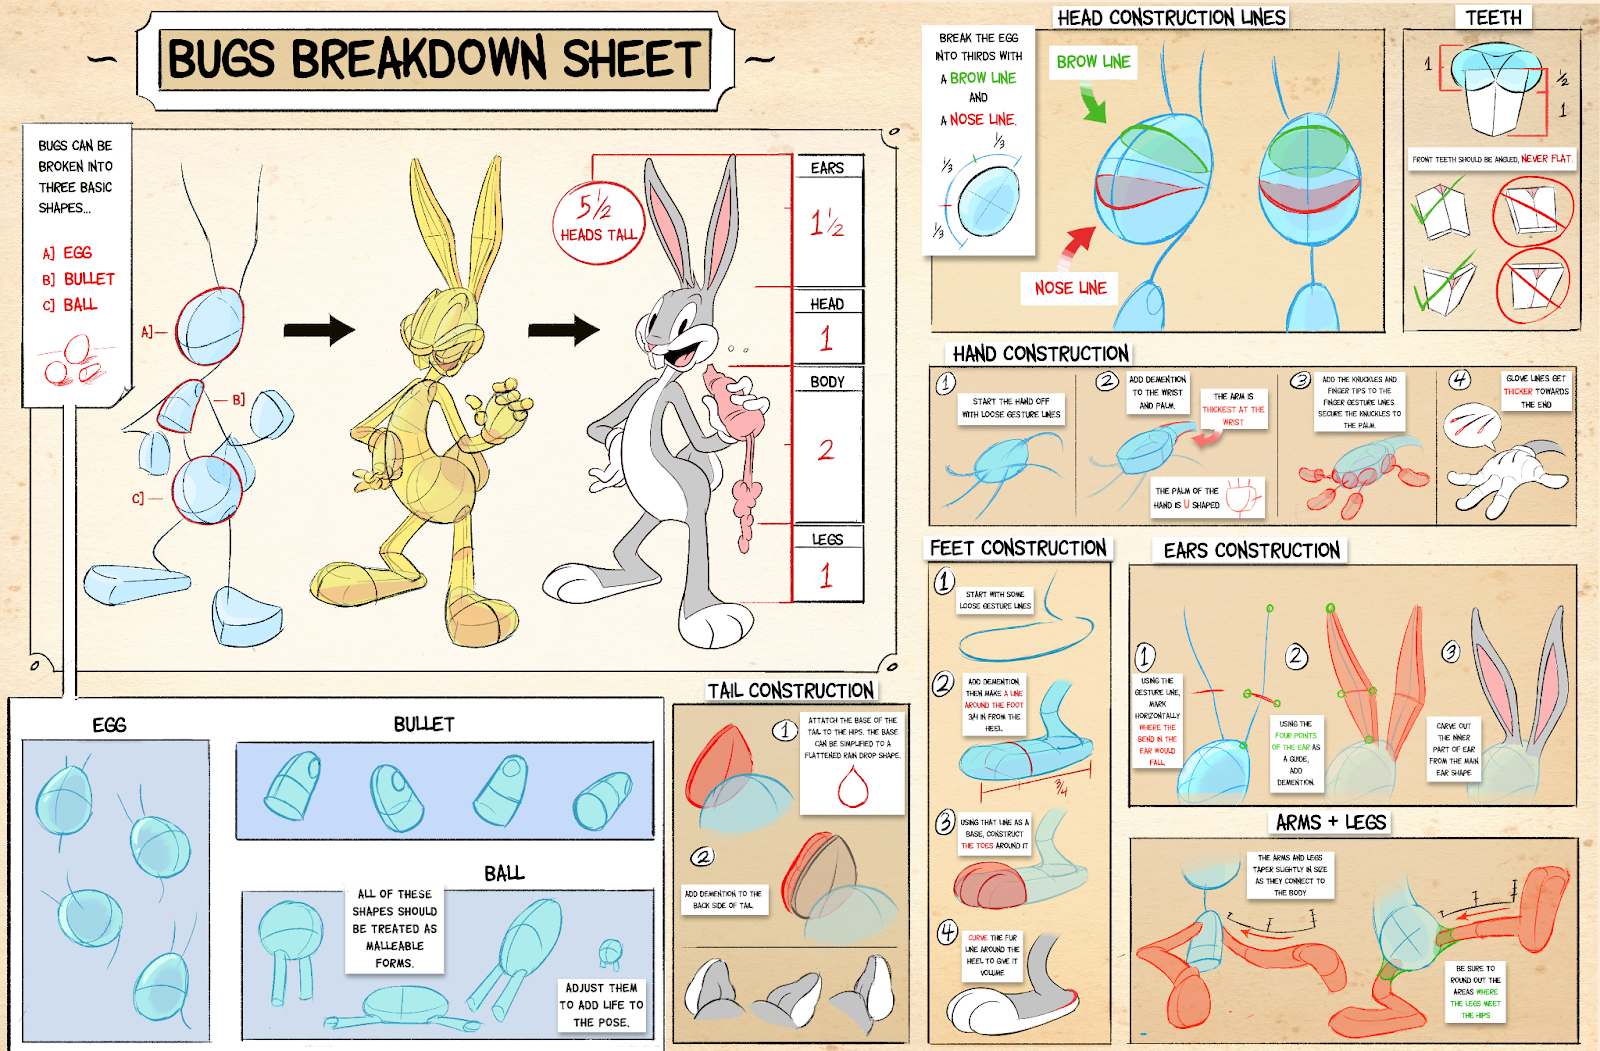 BUGS BREAKDOWN SHEET
BUGS CAN BE
BROKEN INTO
THREE BASIC
SHAPES...
A] EGG
B] BULLET
C] BALL
A]
B]
C]
5 1/2
HEADS TALL
EARS
1 1/2
HEAD
1
BODY
2
LEGS
1
EGG
BULLET
BALL
ALL OF THESE
SHAPES SHOULD
BE TREATED AS
MALLEABLE
FORMS.
ADJUST THEM
TO ADD LIFE TO
THE POSE.
TAIL CONSTRUCTION
1
ATTATCH THE BASE OF THE
TAIL TO THE HIPS. THE BASE
CAN BE SIMPLIFIED TO A
FLATTERED RAIN DROP SHAPE.
2
ADD DEMENTION TO THE
BACK SIDE OF TAIL
HEAD CONSTRUCTION LINES
BREAK THE EGG
INTO THIRDS WITH
A BROW LINE
AND
A NOSE LINE.
1/3
1/3
1/3
BROW LINE
NOSE LINE
TEETH
1
1/2
1
FRONT TEETH SHOULD BE ANGLED, NEVER FLAT.
HAND CONSTRUCTION
1
START THE HAND OFF
WITH LOOSE GESTURE LINES
2
ADD DEMENTION
TO THE WRIST
AND PALM.
THE ARM IS
THICKEST AT THE
WRIST
THE PALM OF THE
HAND IS U SHAPED
3
ADD THE KNUCKLES AND
FINGER TIPS TO THE
FINGER GESTURE LINES.
SECURE THE KNUCKLES TO
THE PALM.
4
GLOVE LINES GET
THICKER TOWARDS
THE END
FEET CONSTRUCTION
1
START WITH SOME
LOOSE GESTURE LINES
2
ADD DEMENTION,
THEN MAKE A LINE
AROUND THE FOOT
3/4 IN FROM THE
HEEL.
3/4
3
USING THAT LINE AS A
BASE, CONSTRUCT
THE TOES AROUND IT
4
CURVE THE FUR
LINE AROUND THE
HEEL TO GIVE IT
VOLUME
EARS CONSTRUCTION
1
USING THE
GESTURE LINE,
MARK
HORIZONTALLY
WHERE THE
BEND IN THE
EAR WOULD
FALL.
2
USING THE
FOUR POINTS
OF THE EAR AS
A GUIDE,
ADD
DEMENTION.
3
CARVE OUT
THE INNER
PART OF EAR
FROM THE MAIN
EAR SHAPE
ARMS + LEGS
THE ARMS AND LEGS
TAPER SLIGHTLY IN SIZE
AS THEY CONNECT TO
THE BODY
BE SURE TO
ROUND OUT THE
AREAS WHERE
THE LEGS MEET
THE HIPS